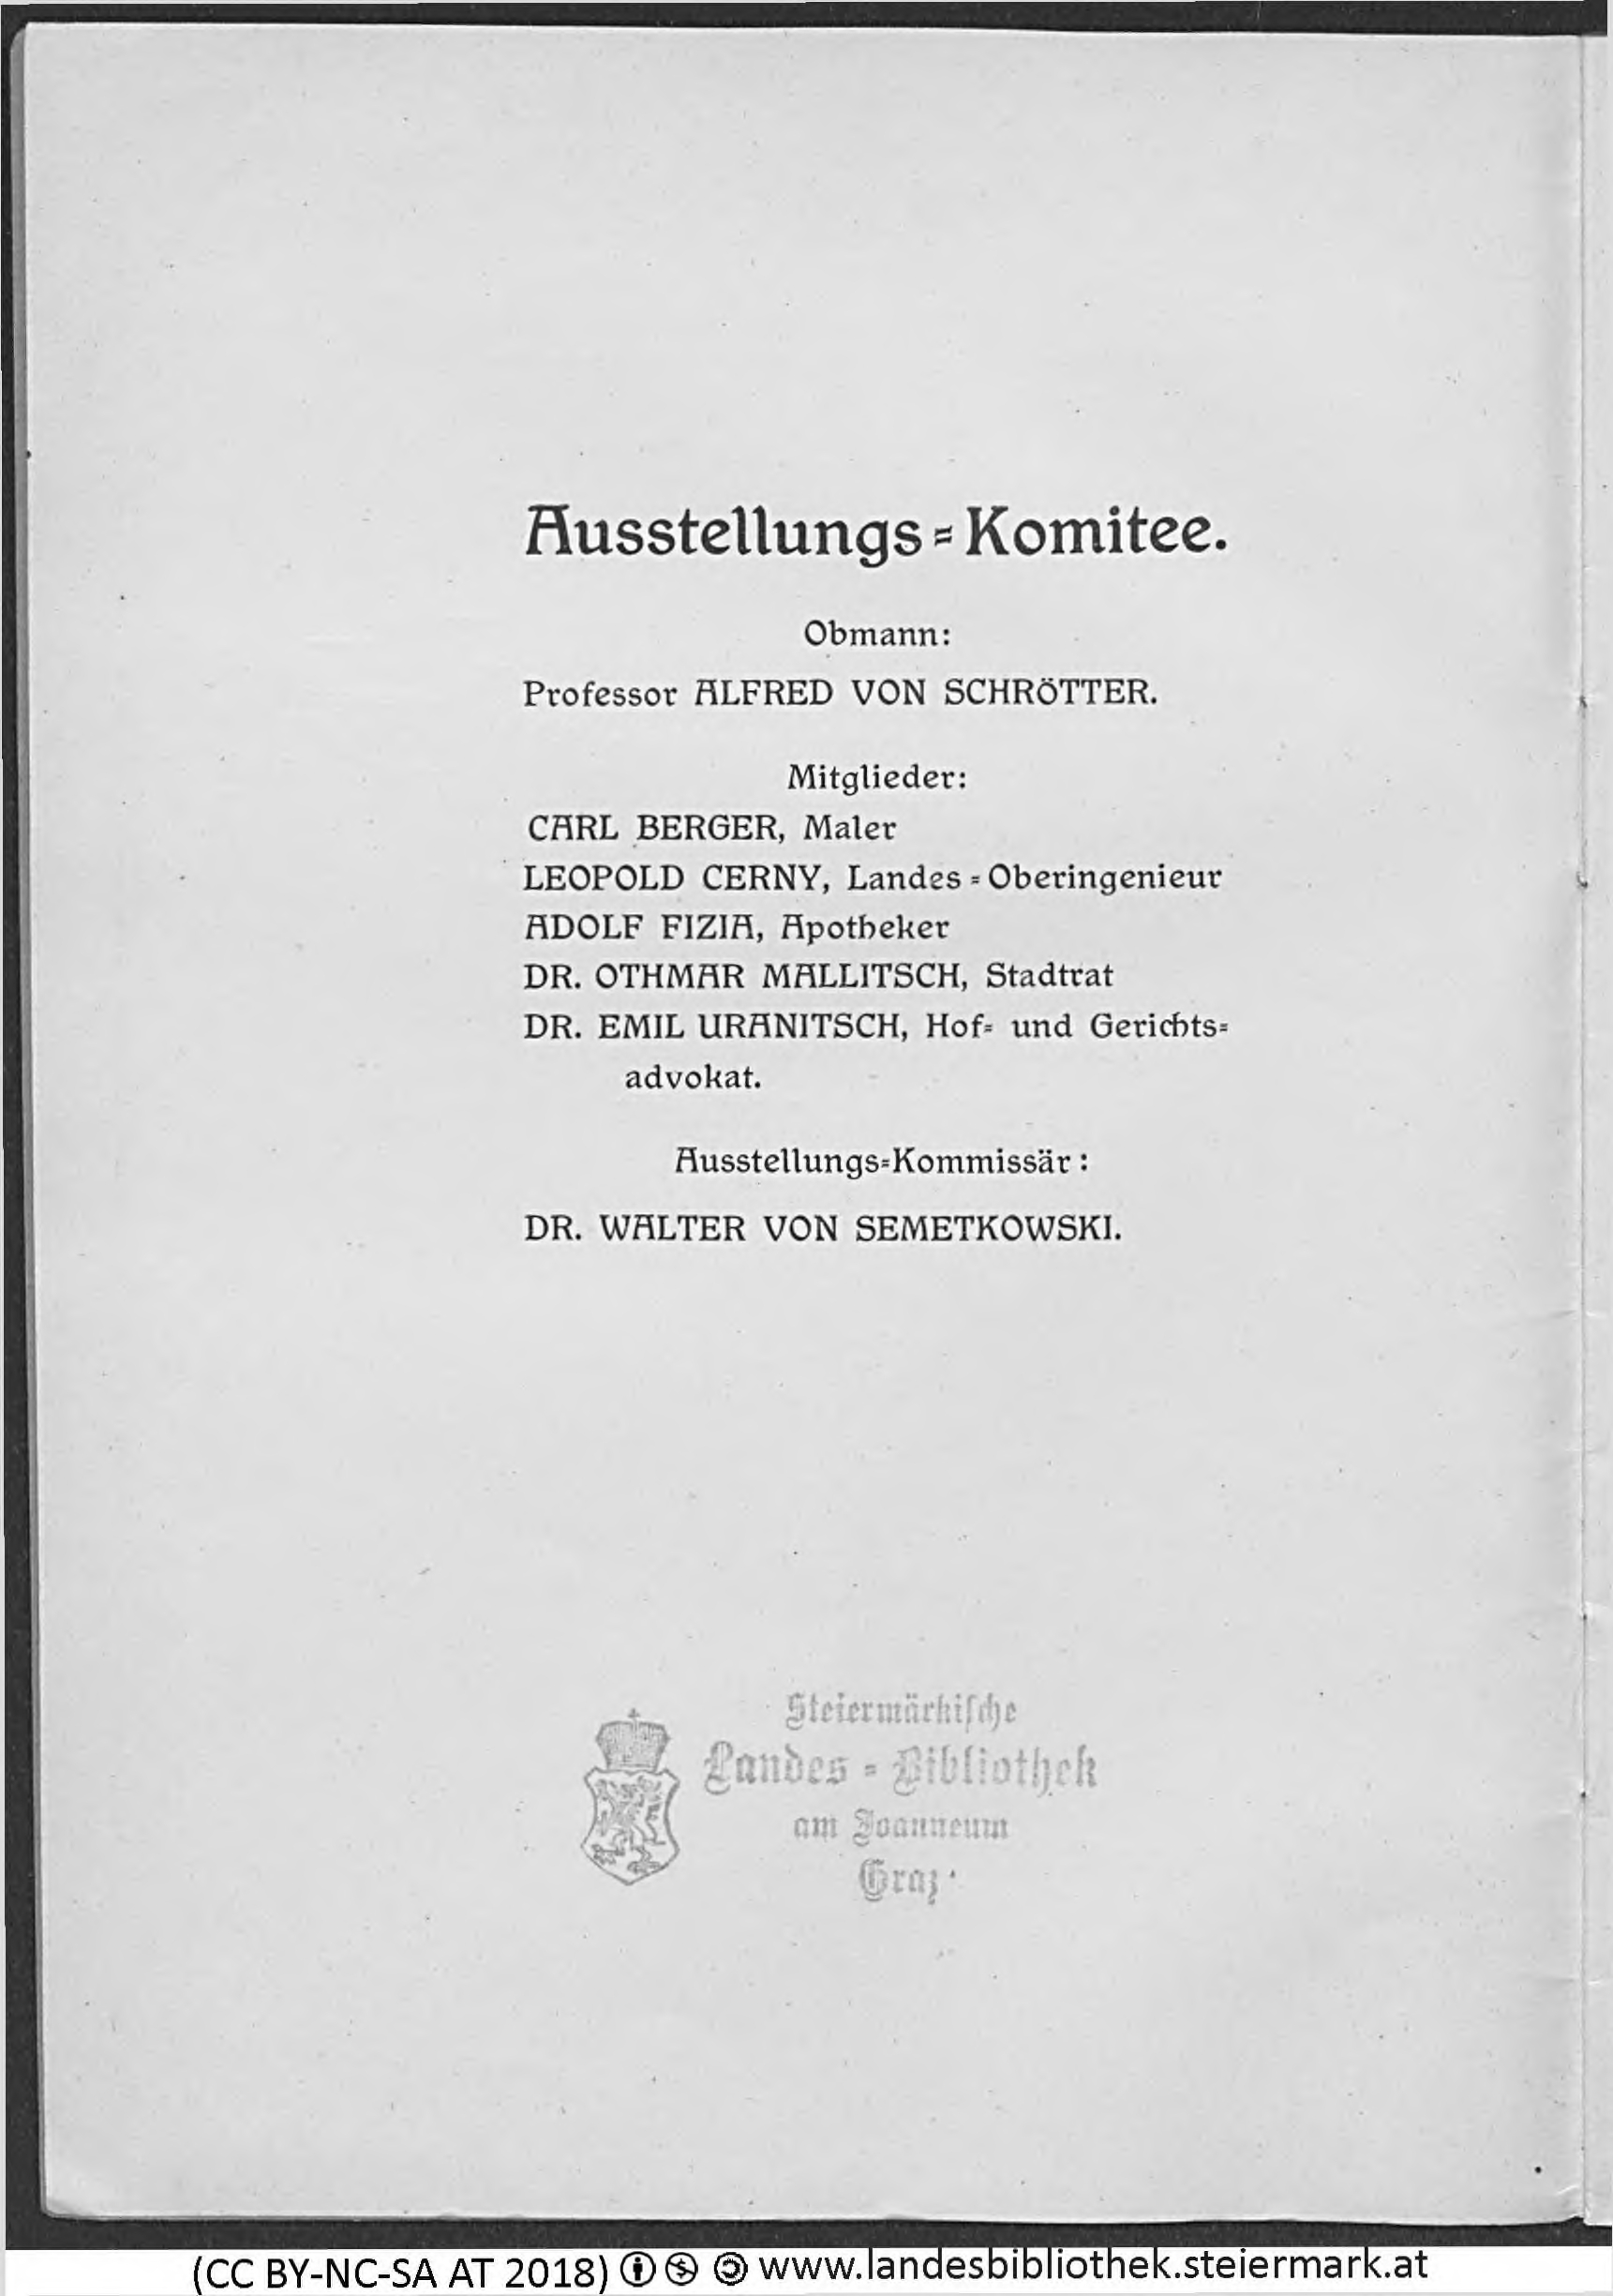 Ausstellungs=Komitee.
Obmann:
Professor ALFRED VON SCHRÖTTER.
Mitglieder:
CARL BERGER, Maler
LEOPOLD CERNY, Landes=Oberingenieur
ADOLF FIZIA, Apotheker
DR. OTHMAR MALLITSCH, Stadtrat
DR. EMIL URANITSCH, Hof= und Gerichts=
advokat.
Ausstellungs=Kommissär:
DR. WALTER VON SEMETKOWSKI.
Steiermärkische
Landes=Bibliothek
am Joanneum
Graz
(CC BY-NC-SA AT 2018) www.landesbibliothek.steiermark.at